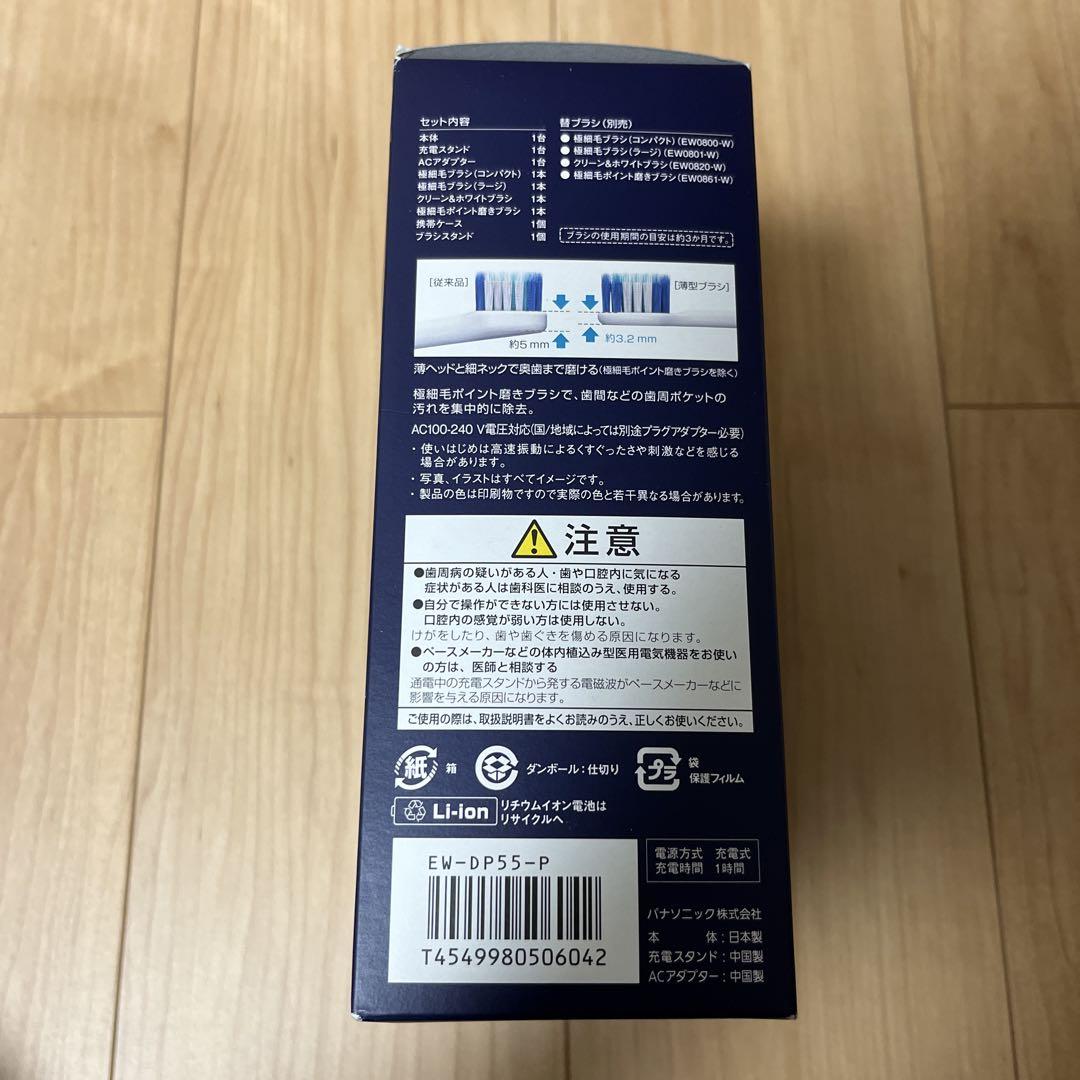 セット内容
本体 1台
充電スタンド 1台
ACアダプター 1台
極細毛ブラシ(コンパクト) 1本
極細毛ブラシ(ラージ) 1本
クリーン&ホワイトブラシ 1本
極細毛ポイント磨きブラシ 1本
携帯ケース 1個
ブラシスタンド 1個
替ブラシ(別売)
● 極細毛ブラシ(コンパクト)(EW0800-W)
● 極細毛ブラシ(ラージ)(EW0801-W)
● クリーン&ホワイトブラシ(EW0820-W)
● 極細毛ポイント磨きブラシ(EW0861-W)
ブラシの使用期間の目安は約3か月です。
[従来品]
[薄型ブラシ]
約5mm
約3.2mm
薄ヘッドと細ネックで奥歯まで磨ける(極細毛ポイント磨きブラシを除く)
極細毛ポイント磨きブラシで、歯間などの歯周ポケットの
汚れを集中的に除去。
AC100-240 V電圧対応(国/地域によっては別途プラグアダプター必要)
・使いはじめは高速振動によるくすぐったさや刺激などを感じる
場合があります。
・写真、イラストはすべてイメージです。
・製品の色は印刷物ですので実際の色と若干異なる場合があります。
注意
●歯周病の疑いがある人・歯や口腔内に気になる
症状がある人は歯科医に相談のうえ、使用する。
●自分で操作ができない方には使用させない。
口腔内の感覚が弱い方は使用しない。
けがをしたり、歯や歯ぐきを傷める原因になります。
●ペースメーカーなどの体内植込み型医用電気機器をお使い
の方は、医師と相談する
通電中の充電スタンドから発する電磁波がペースメーカーなどに
影響を与える原因になります。
ご使用の際は、取扱説明書をよくお読みのうえ、正しくお使いください。
紙 箱
ダンボール:仕切り
プラ 袋
保護フィルム
Li-ion リチウムイオン電池は
リサイクルへ
EW-DP55-P
T4549980506042
電源方式 充電式
充電時間 1時間
パナソニック株式会社
本 体:日本製
充電スタンド:中国製
ACアダプター:中国製